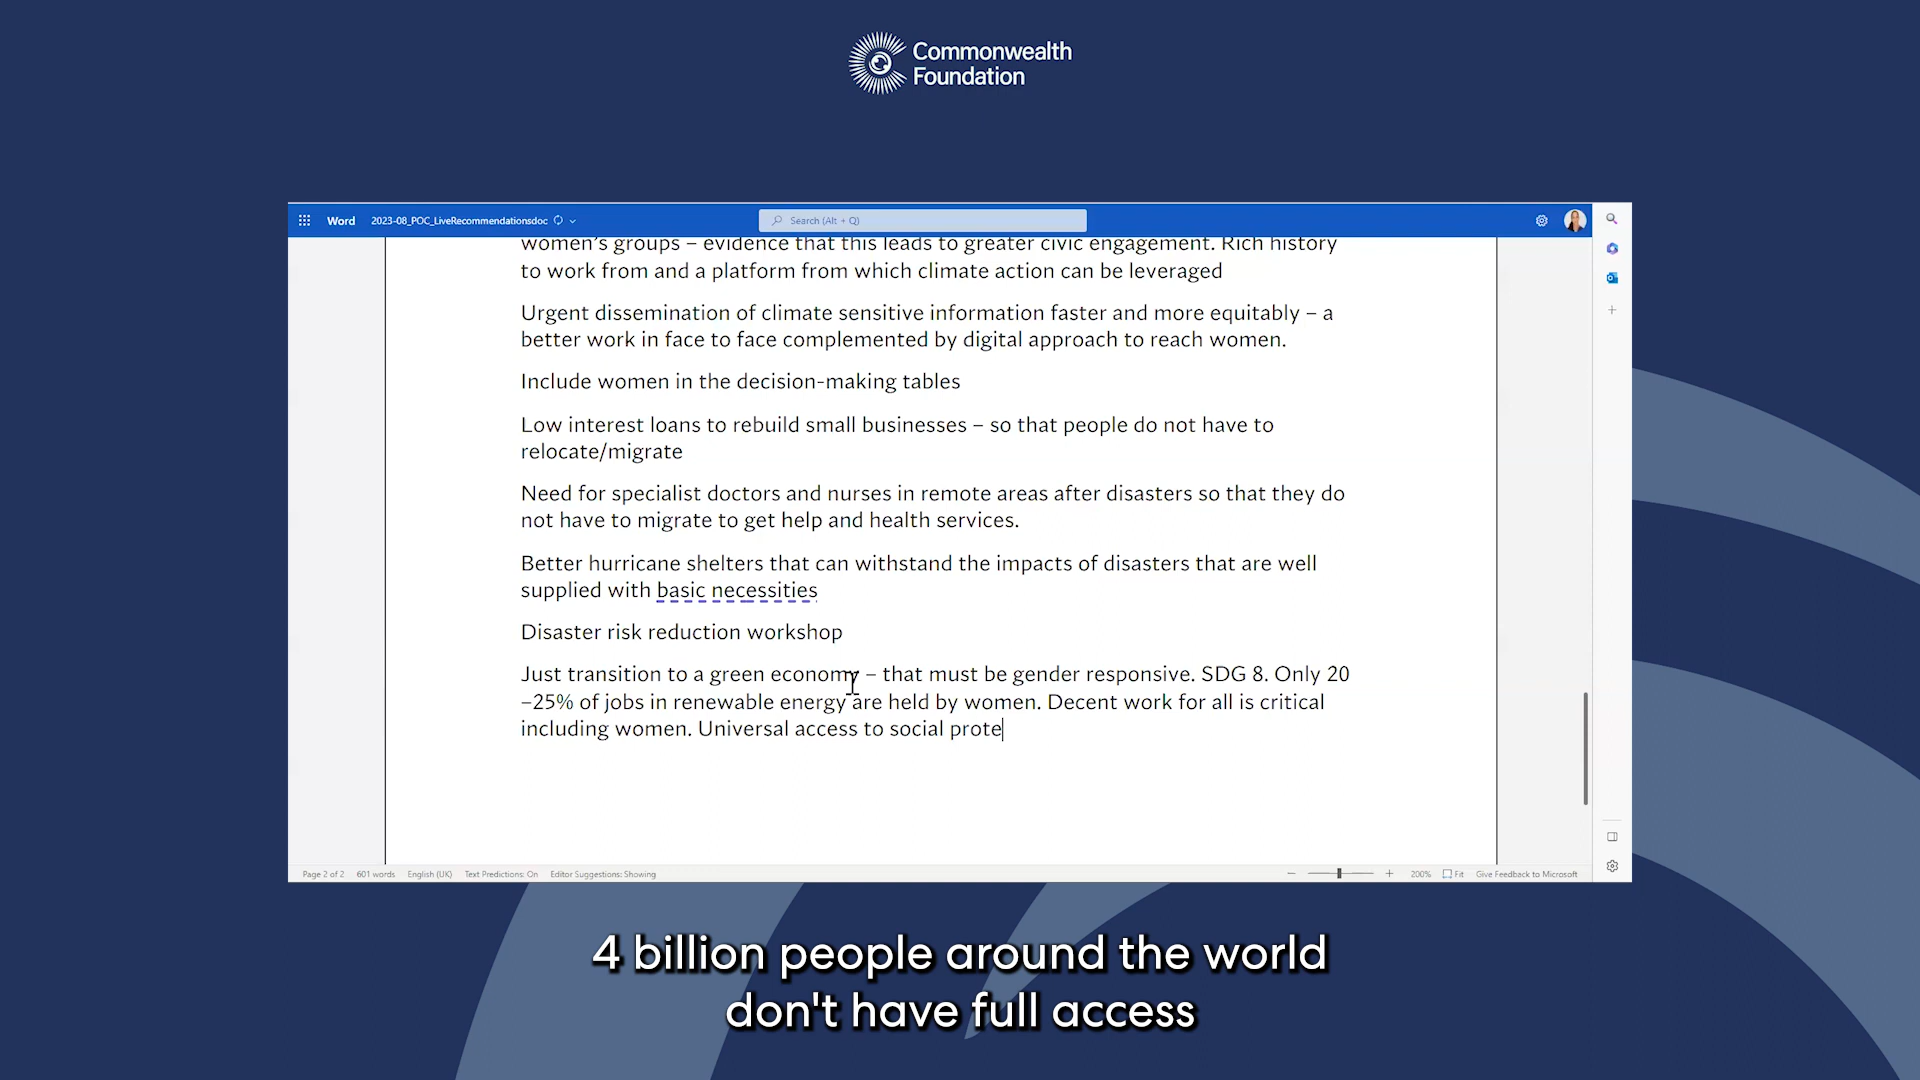 Commonwealth
Foundation
Word
2023-08_POC_LiveRecommendationsdoc
Search (Alt + Q)
women's groups – evidence that this leads to greater civic engagement. Rich history
to work from and a platform from which climate action can be leveraged
Urgent dissemination of climate sensitive information faster and more equitably – a
better work in face to face complemented by digital approach to reach women.
Include women in the decision-making tables
Low interest loans to rebuild small businesses – so that people do not have to
relocate/migrate
Need for specialist doctors and nurses in remote areas after disasters so that they do
not have to migrate to get help and health services.
Better hurricane shelters that can withstand the impacts of disasters that are well
supplied with basic necessities
Disaster risk reduction workshop
Just transition to a green economy – that must be gender responsive. SDG 8. Only 20
–25% of jobs in renewable energy are held by women. Decent work for all is critical
including women. Universal access to social prote
Page 2 of 2 601 words English (UK) Text Predictions: On Editor Suggestions: Showing 200% Fit Give Feedback to Microsoft
4 billion people around the world
don't have full access